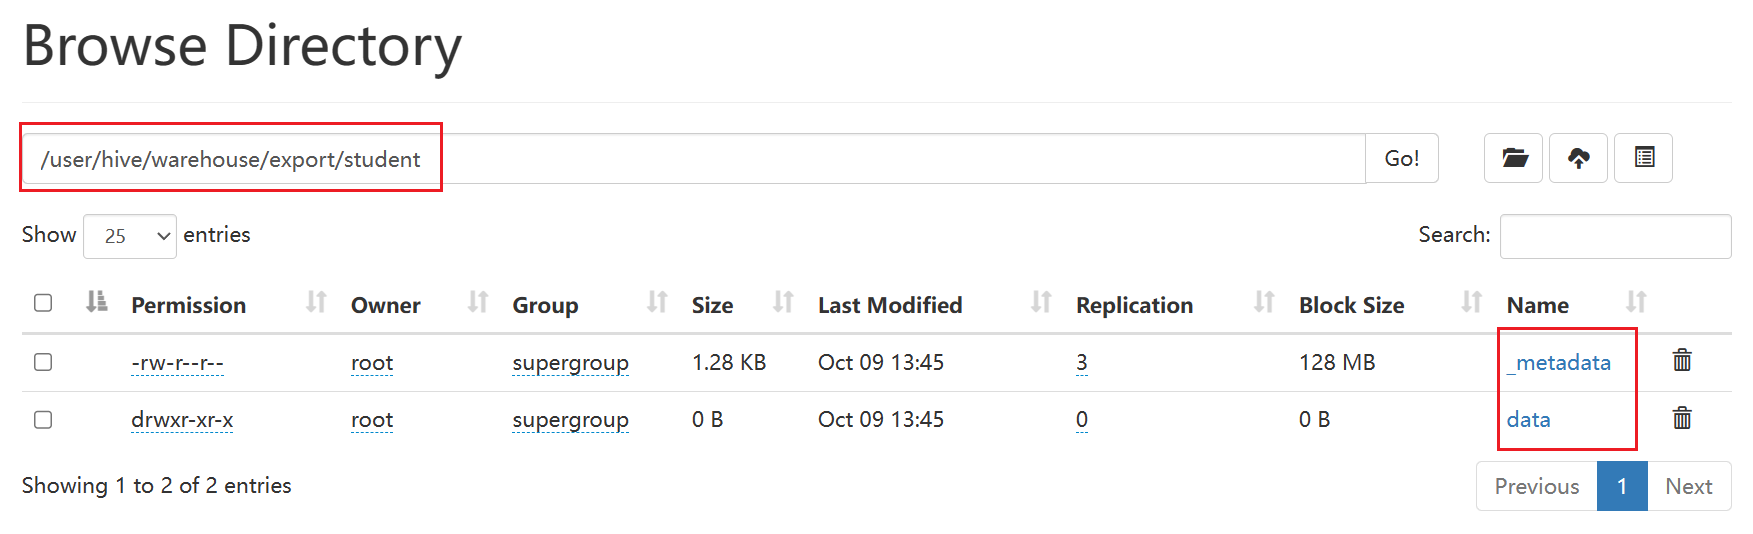 Browse Directory
/user/hive/warehouse/export/student Go!
Show 25 entries Search:
Permission Owner Group Size Last Modified Replication Block Size Name
-rw-r--r-- root supergroup 1.28 KB Oct 09 13:45 3 128 MB _metadata
drwxr-xr-x root supergroup 0 B Oct 09 13:45 0 0 B data
Showing 1 to 2 of 2 entries Previous 1 Next